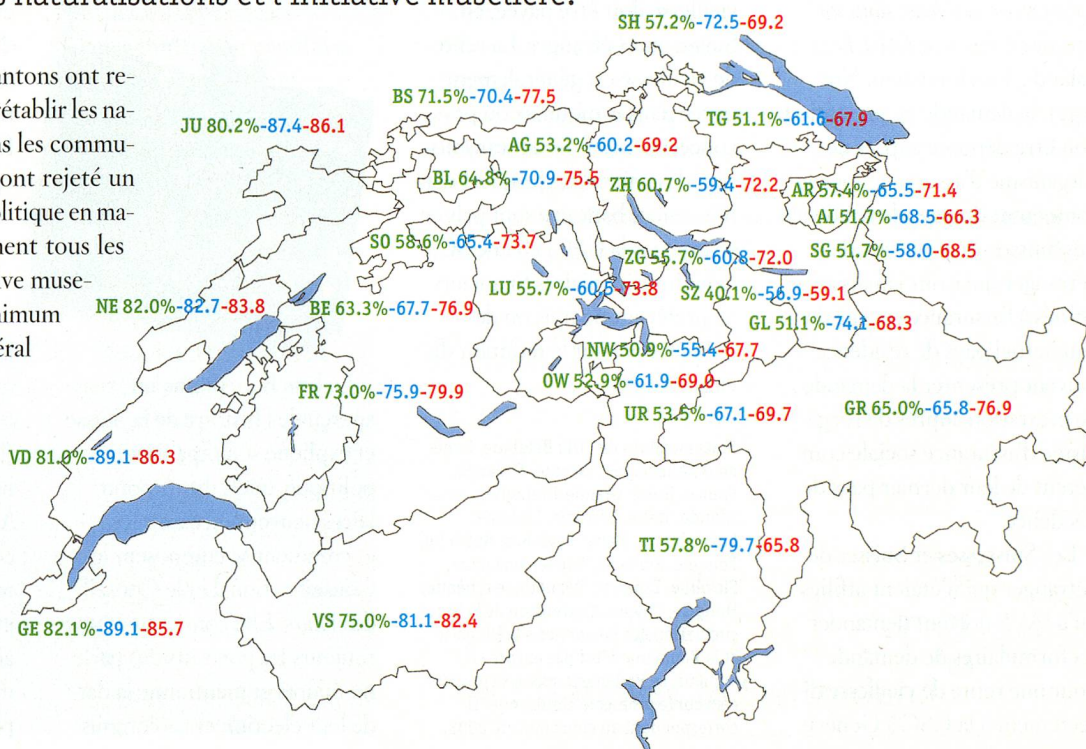 naturalisations et l'initiative muselière.
antons ont re-
rétablir les na-
s les commu-
ont rejeté un
olitique en ma-
ment tous les
ive muse-
nimum
éral
SH 57.2%-72.5-69.2
BS 71.5%-70.4-77.5
JU 80.2%-87.4-86.1
TG 51.1%-61.6-67.9
AG 53.2%-60.2-69.2
BL 64.8%-70.9-75.5
ZH 60.7%-59.4-72.2
AR 57.4%-65.5-71.4
AI 51.7%-68.5-66.3
SO 58.6%-65.4-73.7
SG 51.7%-58.0-68.5
ZG 55.7%-60.8-72.0
LU 55.7%-60.5-73.8
SZ 40.1%-56.9-59.1
NE 82.0%-82.7-83.8
BE 63.3%-67.7-76.9
GL 51.1%-74.1-68.3
NW 50.9%-55.4-67.7
OW 52.9%-61.9-69.0
FR 73.0%-75.9-79.9
UR 53.5%-67.1-69.7
GR 65.0%-65.8-76.9
VD 81.0%-89.1-86.3
TI 57.8%-79.7-65.8
GE 82.1%-89.1-85.7
VS 75.0%-81.1-82.4